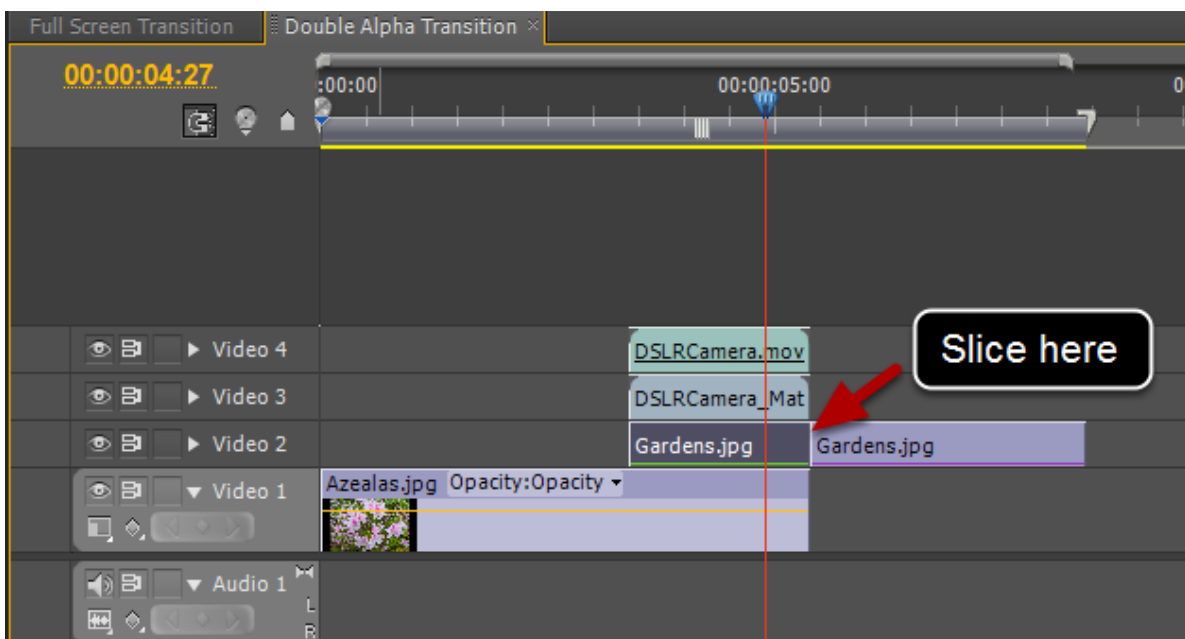 Full Screen Transition
Double Alpha Transition ×
00:00:04:27
:00:00
00:00:05:00
0
Video 4
DSLRCamera.mov
Slice here
Video 3
DSLRCamera_Mat
Video 2
Gardens.jpg
Gardens.jpg
Video 1
Azealas.jpg Opacity:Opacity
Audio 1
L
R